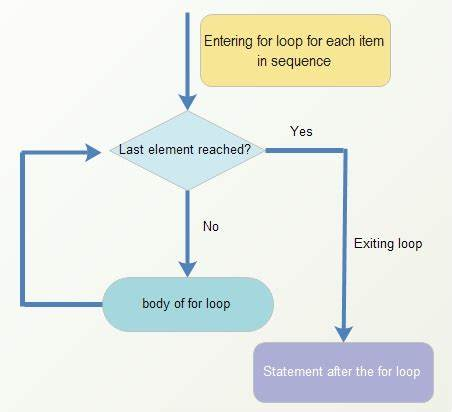 Entering for loop for each item
in sequence
Last element reached?
Yes
No
Exiting loop
body of for loop
Statement after the for loop